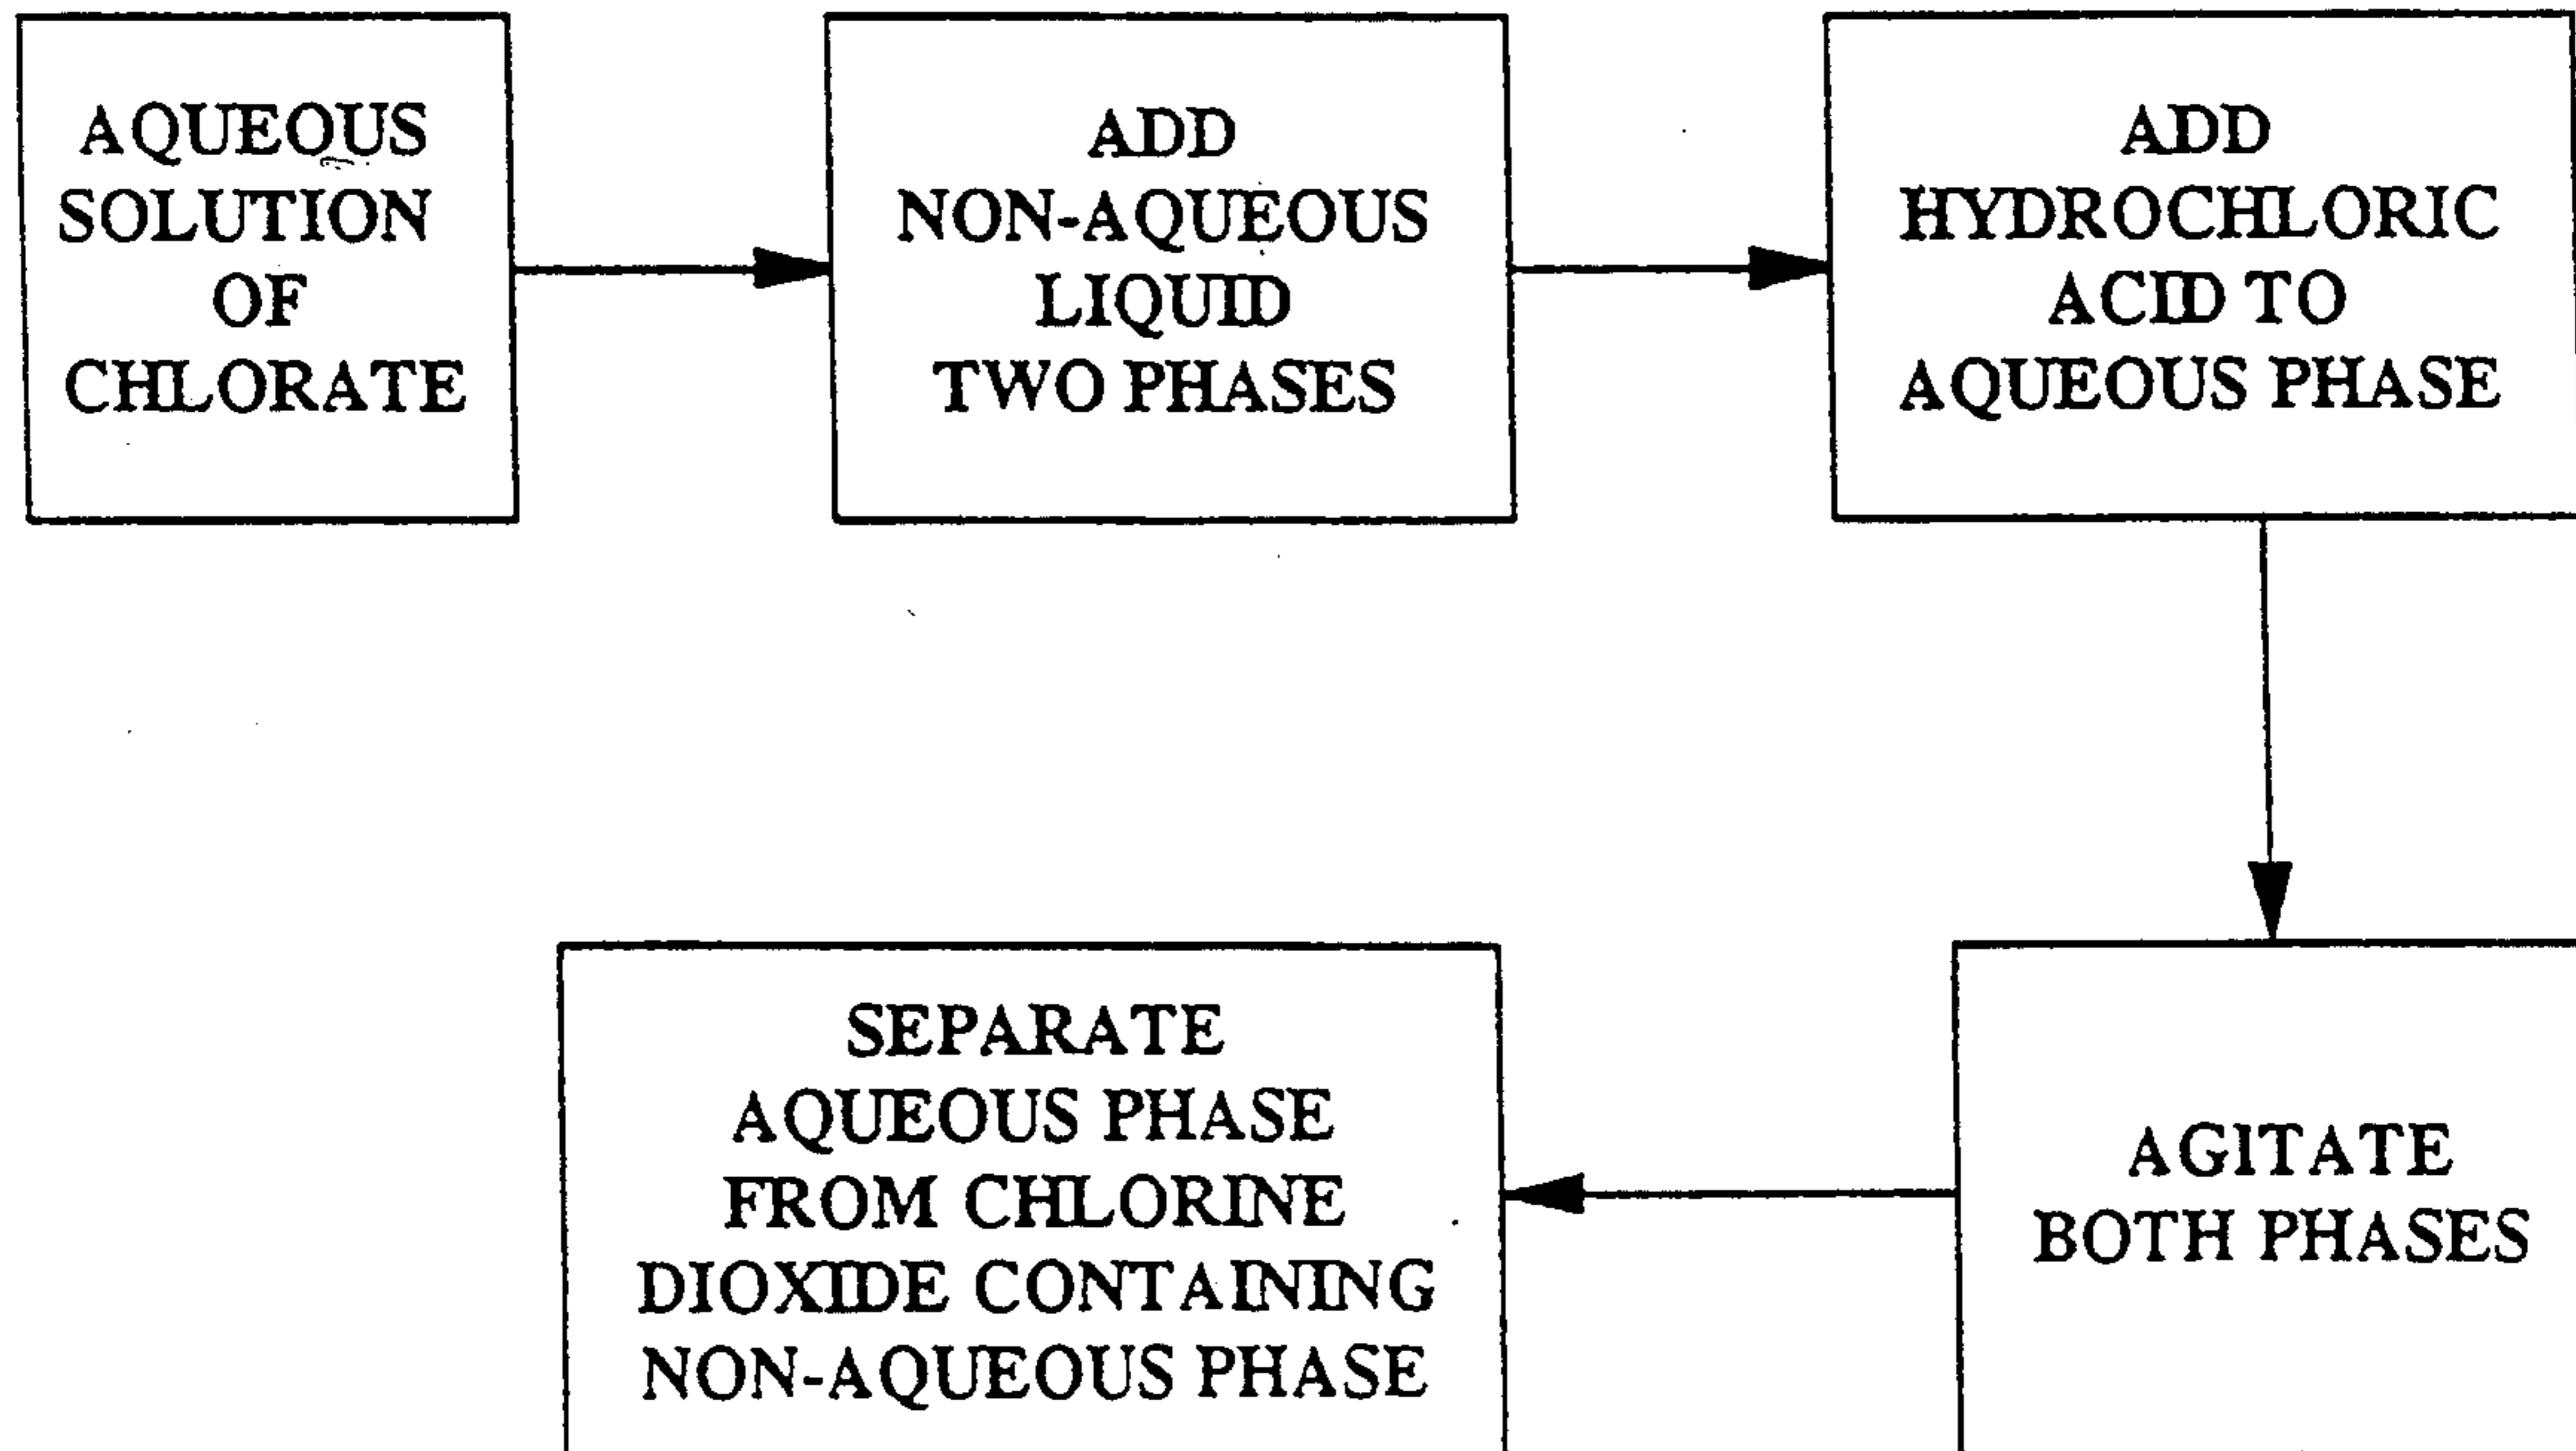 AQUEOUS
SOLUTION
OF
CHLORATE
ADD
NON-AQUEOUS
LIQUID
TWO PHASES
ADD
HYDROCHLORIC
ACID TO
AQUEOUS PHASE
AGITATE
BOTH PHASES
SEPARATE
AQUEOUS PHASE
FROM CHLORINE
DIOXIDE CONTAINING
NON-AQUEOUS PHASE